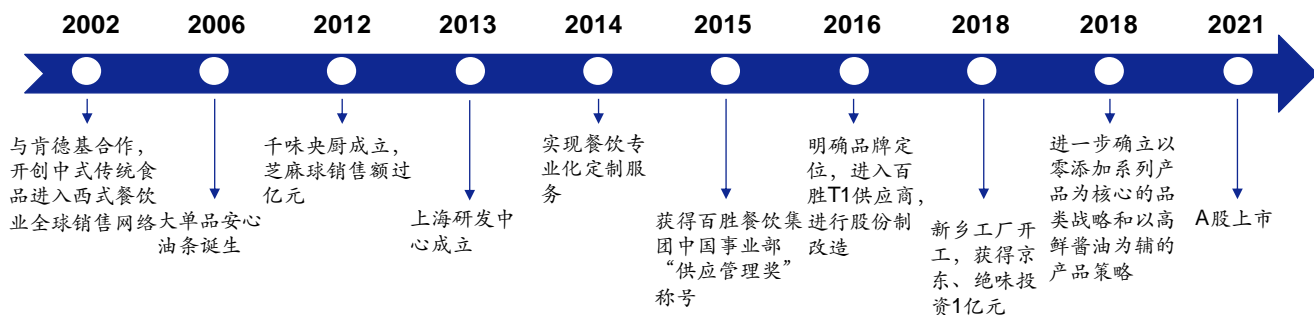 2002
2006
2012
2013
2014
2015
2016
2018
2018
2021
与肯德基合作，
开创中式传统食
品进入西式餐饮
业全球销售网络
大单品安心
油条诞生
千味央厨成立，
芝麻球销售额过
亿元
上海研发中
心成立
实现餐饮专
业化定制服
务
获得百胜餐饮集
团中国事业部
“供应管理奖”
称号
明确品牌定
位，进入百
胜T1供应商，
进行股份制
改造
新乡工厂开
工，获得京
东、绝味投
资1亿元
进一步确立以
零添加系列产
品为核心的品
类战略和以高
鲜酱油为辅的
产品策略
A股上市